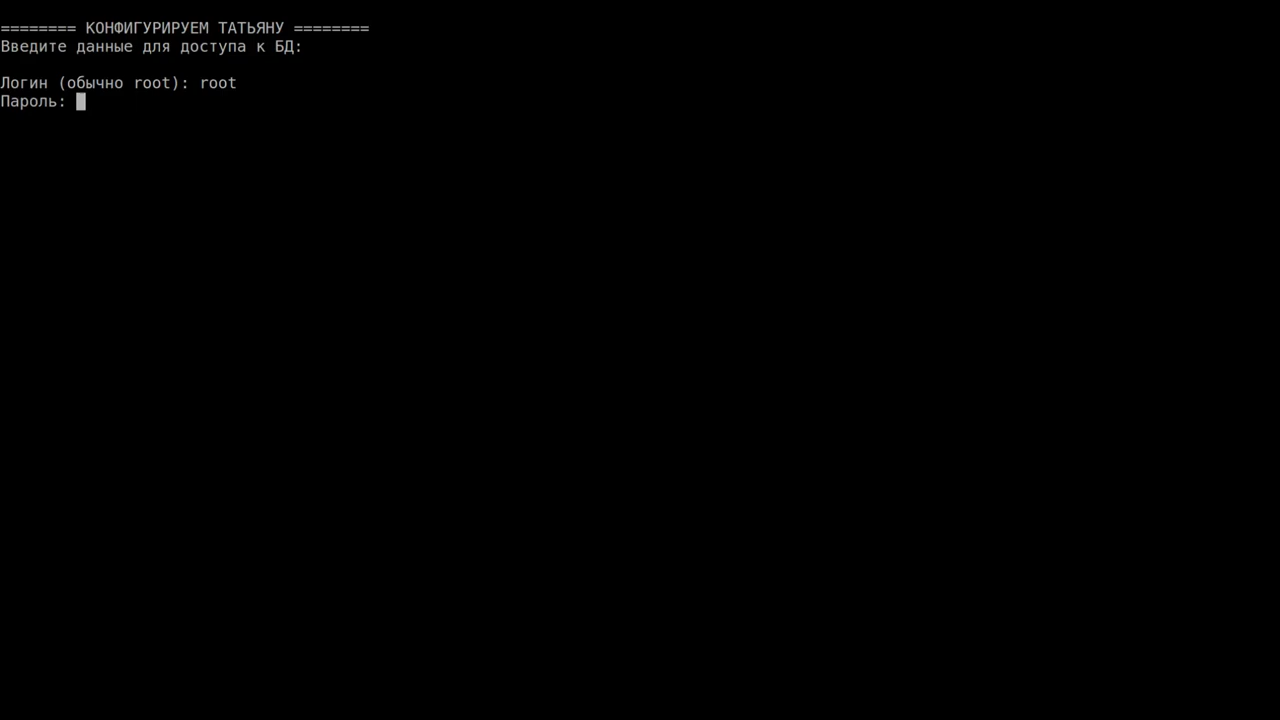 ======== КОНФИГУРИРУЕМ ТАТЬЯНУ ========
Введите данные для доступа к БД:
Логин (обычно root): root
Пароль: